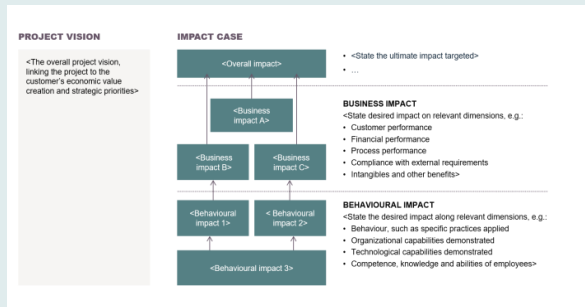 PROJECT VISION
<The overall project vision,
linking the project to the
customer's economic value
creation and strategic priorities>
IMPACT CASE
<Overall impact>
• <State the ultimate impact targeted>
• …
<Business
impact A>
<Business
impact B>
<Business
impact C>
BUSINESS IMPACT
<State desired impact on relevant dimensions, e.g.:
• Customer performance
• Financial performance
• Process performance
• Compliance with external requirements
• Intangibles and other benefits>
<Behavioural
impact 1>
< Behavioural
impact 2>
<Behavioural impact 3>
BEHAVIOURAL IMPACT
<State the desired impact along relevant dimensions, e.g.:
• Behaviour, such as specific practices applied
• Organizational capabilities demonstrated
• Technological capabilities demonstrated
• Competence, knowledge and abilities of employees>